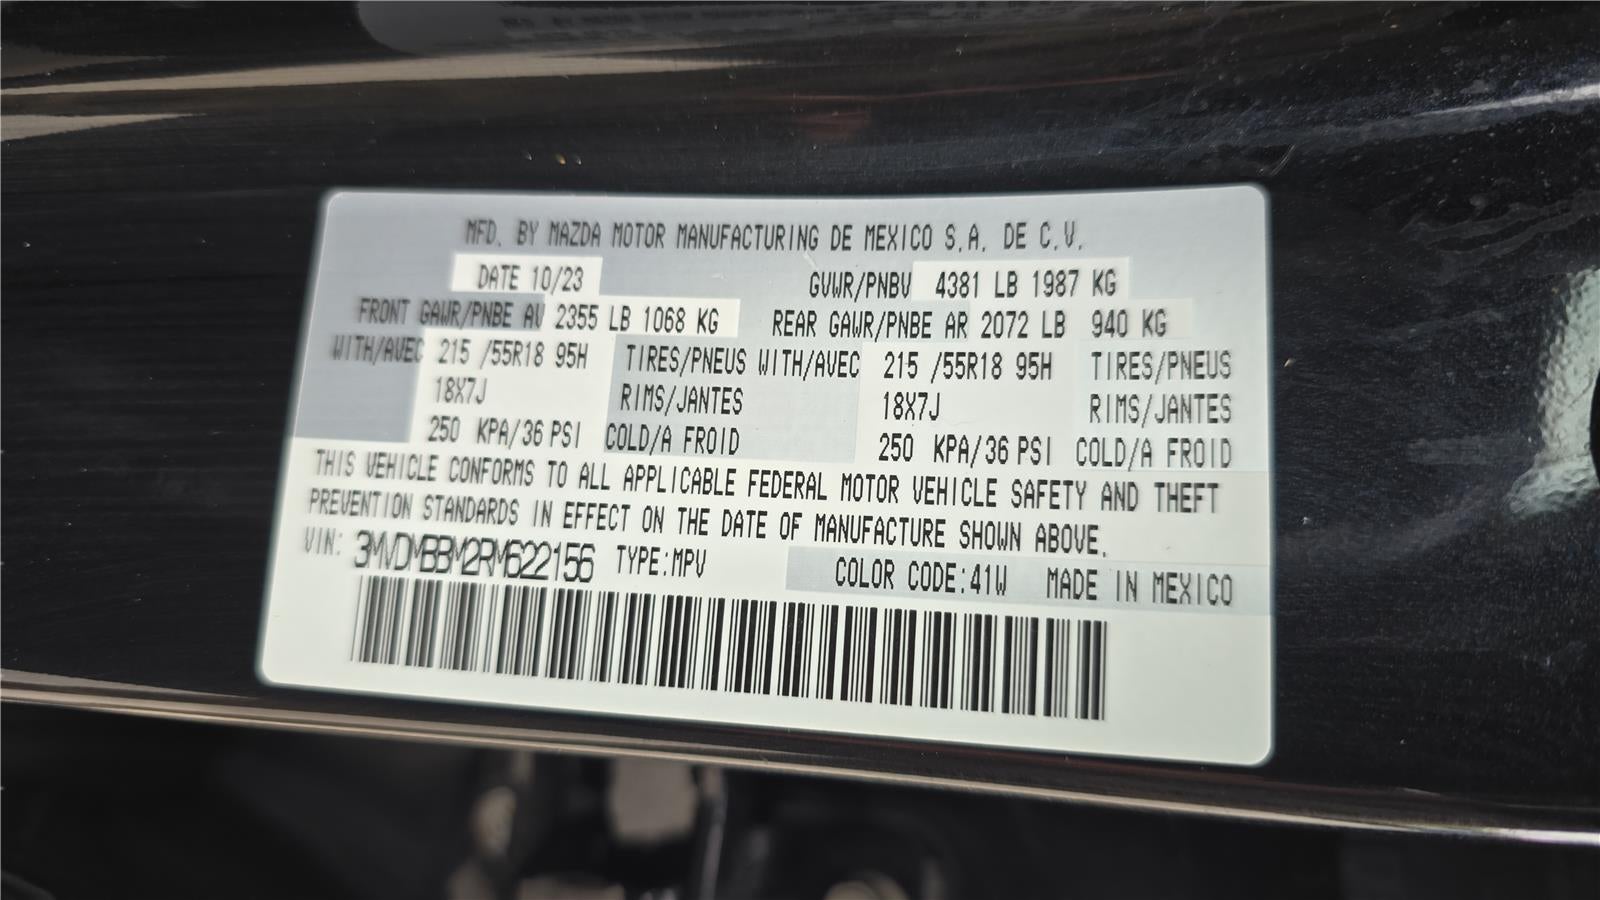 MFD. BY MAZDA MOTOR MANUFACTURING DE MEXICO S.A. DE C.V.
DATE 10/23 GVWR/PNBV 4381 LB 1987 KG
FRONT GAWR/PNBE AV 2355 LB 1068 KG REAR GAWR/PNBE AR 2072 LB 940 KG
WITH/AVEC 215 /55R18 95H TIRES/PNEUS WITH/AVEC 215 /55R18 95H TIRES/PNEUS
18X7J RIMS/JANTES 18X7J RIMS/JANTES
250 KPA/36 PSI COLD/A FROID 250 KPA/36 PSI COLD/A FROID
THIS VEHICLE CONFORMS TO ALL APPLICABLE FEDERAL MOTOR VEHICLE SAFETY AND THEFT
PREVENTION STANDARDS IN EFFECT ON THE DATE OF MANUFACTURE SHOWN ABOVE.
VIN: 3MVDMBBM2RM622156 TYPE:MPV COLOR CODE:41W MADE IN MEXICO